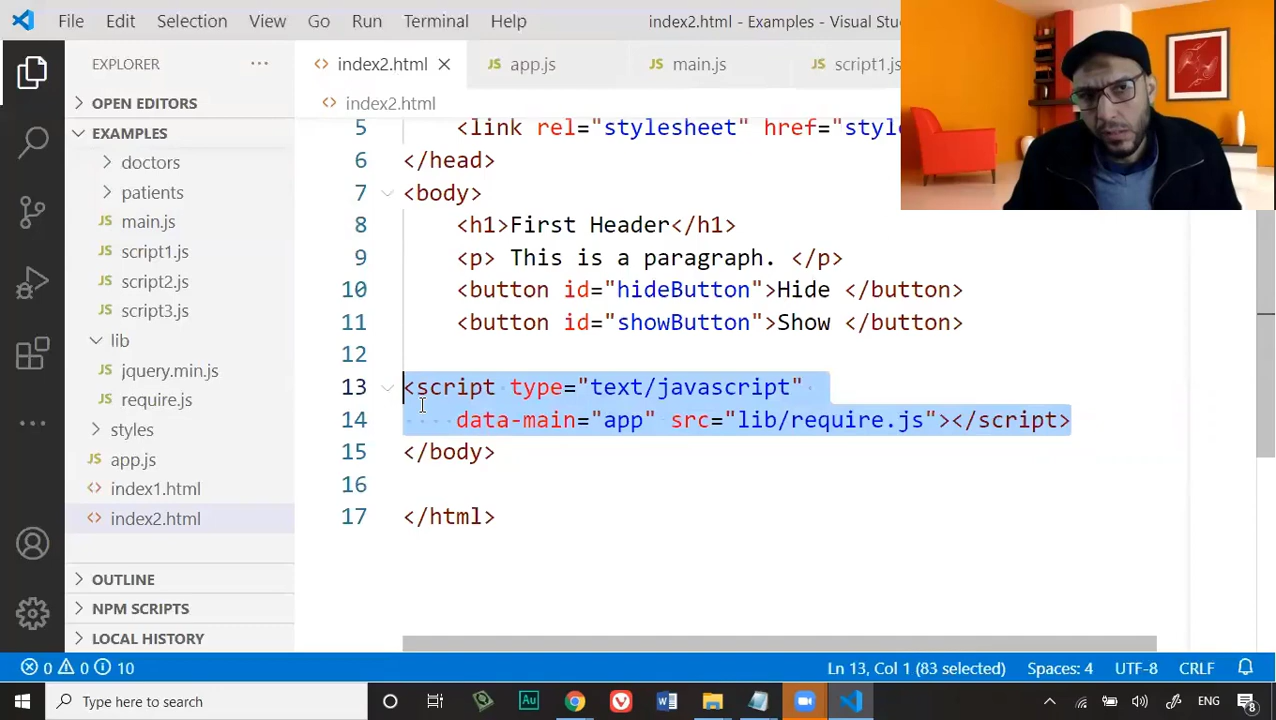 File Edit Selection View Go Run Terminal Help index2.html - Examples - Visual
EXPLORER ··· index2.html app.js main.js script1.js
OPEN EDITORS
index2.html
EXAMPLES
doctors
patients
main.js
script1.js
script2.js
script3.js
lib
jquery.min.js
require.js
styles
app.js
index1.html
index2.html
OUTLINE
NPM SCRIPTS
LOCAL HISTORY
5 <link rel="stylesheet" href="
6 </head>
7 <body>
8 <h1>First Header</h1>
9 <p> This is a paragraph. </p>
10 <button id="hideButton">Hide </button>
11 <button id="showButton">Show </button>
12
13 <script type="text/javascript"
14 data-main="app" src="lib/require.js"></script>
15 </body>
16
17 </html>
0 0 10 Ln 13, Col 1 (83 selected) Spaces: 4 UTF-8 CRLF
Type here to search Au W ENG 8